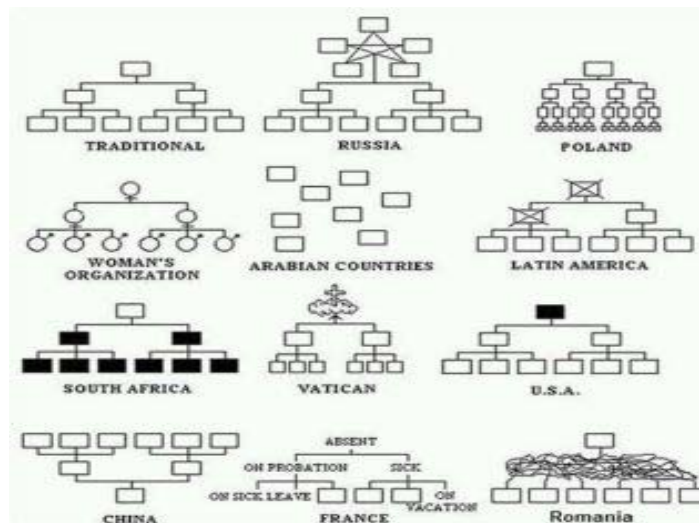 TRADITIONAL
RUSSIA
POLAND
WOMAN'S
ORGANIZATION
ARABIAN COUNTRIES
LATIN AMERICA
SOUTH AFRICA
VATICAN
U.S.A.
ABSENT
ON PROBATION
SICK
ON SICK LEAVE
ON
VACATION
CHINA
FRANCE
Romania